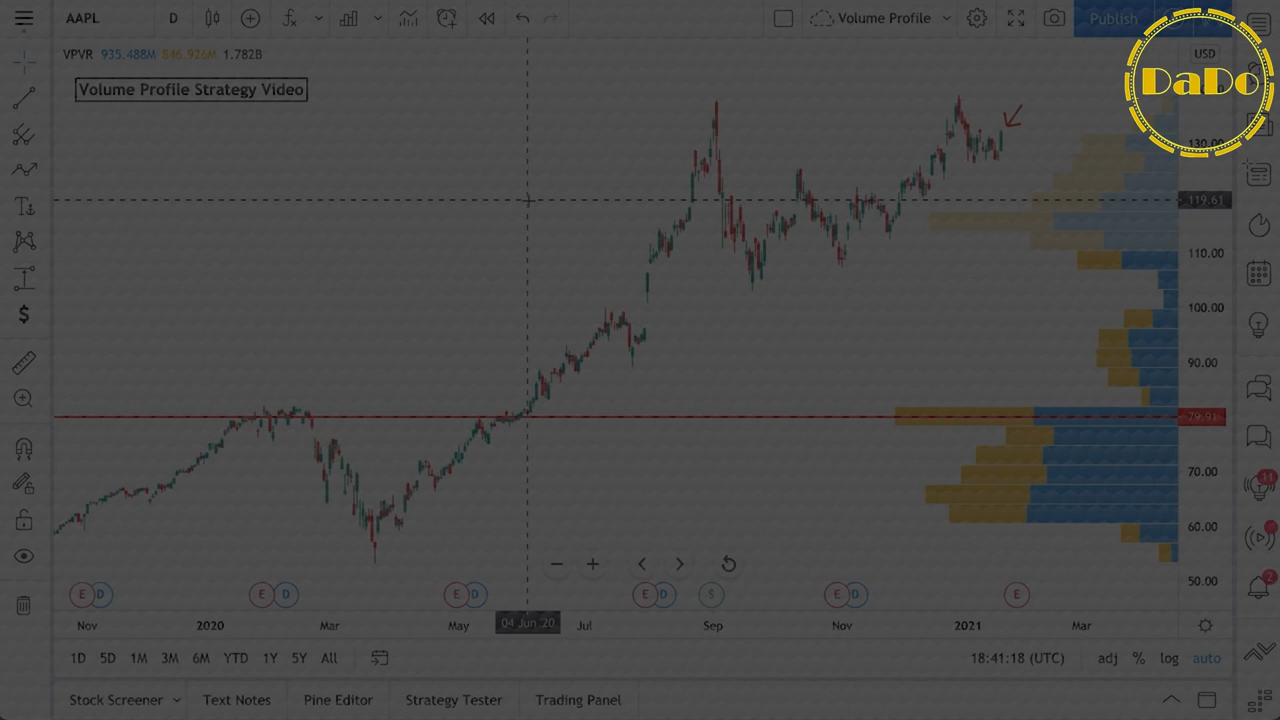 AAPL D Volume Profile Publish
VPVR 935.488M 846.926M 1.782B
USD
DaDo
Volume Profile Strategy Video
130.00
119.61
110.00
100.00
90.00
79.91
70.00
60.00
50.00
11
2
E D E D E D E D S E D E
Nov 2020 Mar May 04 Jun '20 Jul Sep Nov 2021 Mar
1D 5D 1M 3M 6M YTD 1Y 5Y All 18:41:18 (UTC) adj % log auto
Stock Screener Text Notes Pine Editor Strategy Tester Trading Panel